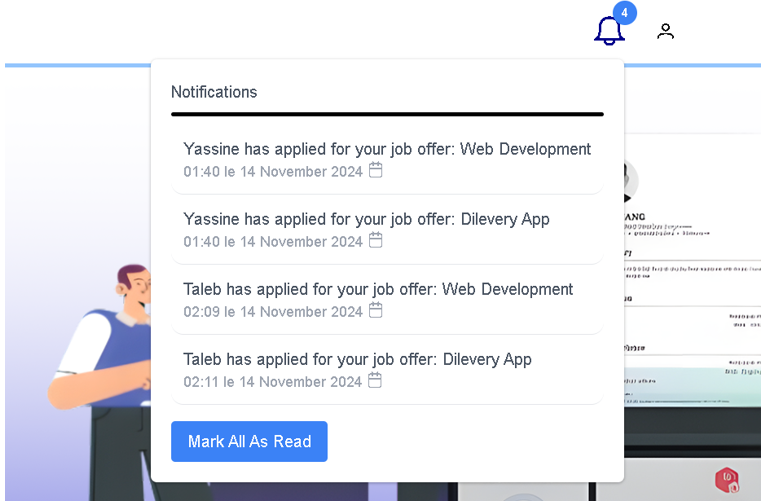 4
Notifications
Yassine has applied for your job offer: Web Development
01:40 le 14 November 2024
Yassine has applied for your job offer: Dilevery App
01:40 le 14 November 2024
Taleb has applied for your job offer: Web Development
02:09 le 14 November 2024
Taleb has applied for your job offer: Dilevery App
02:11 le 14 November 2024
Mark All As Read